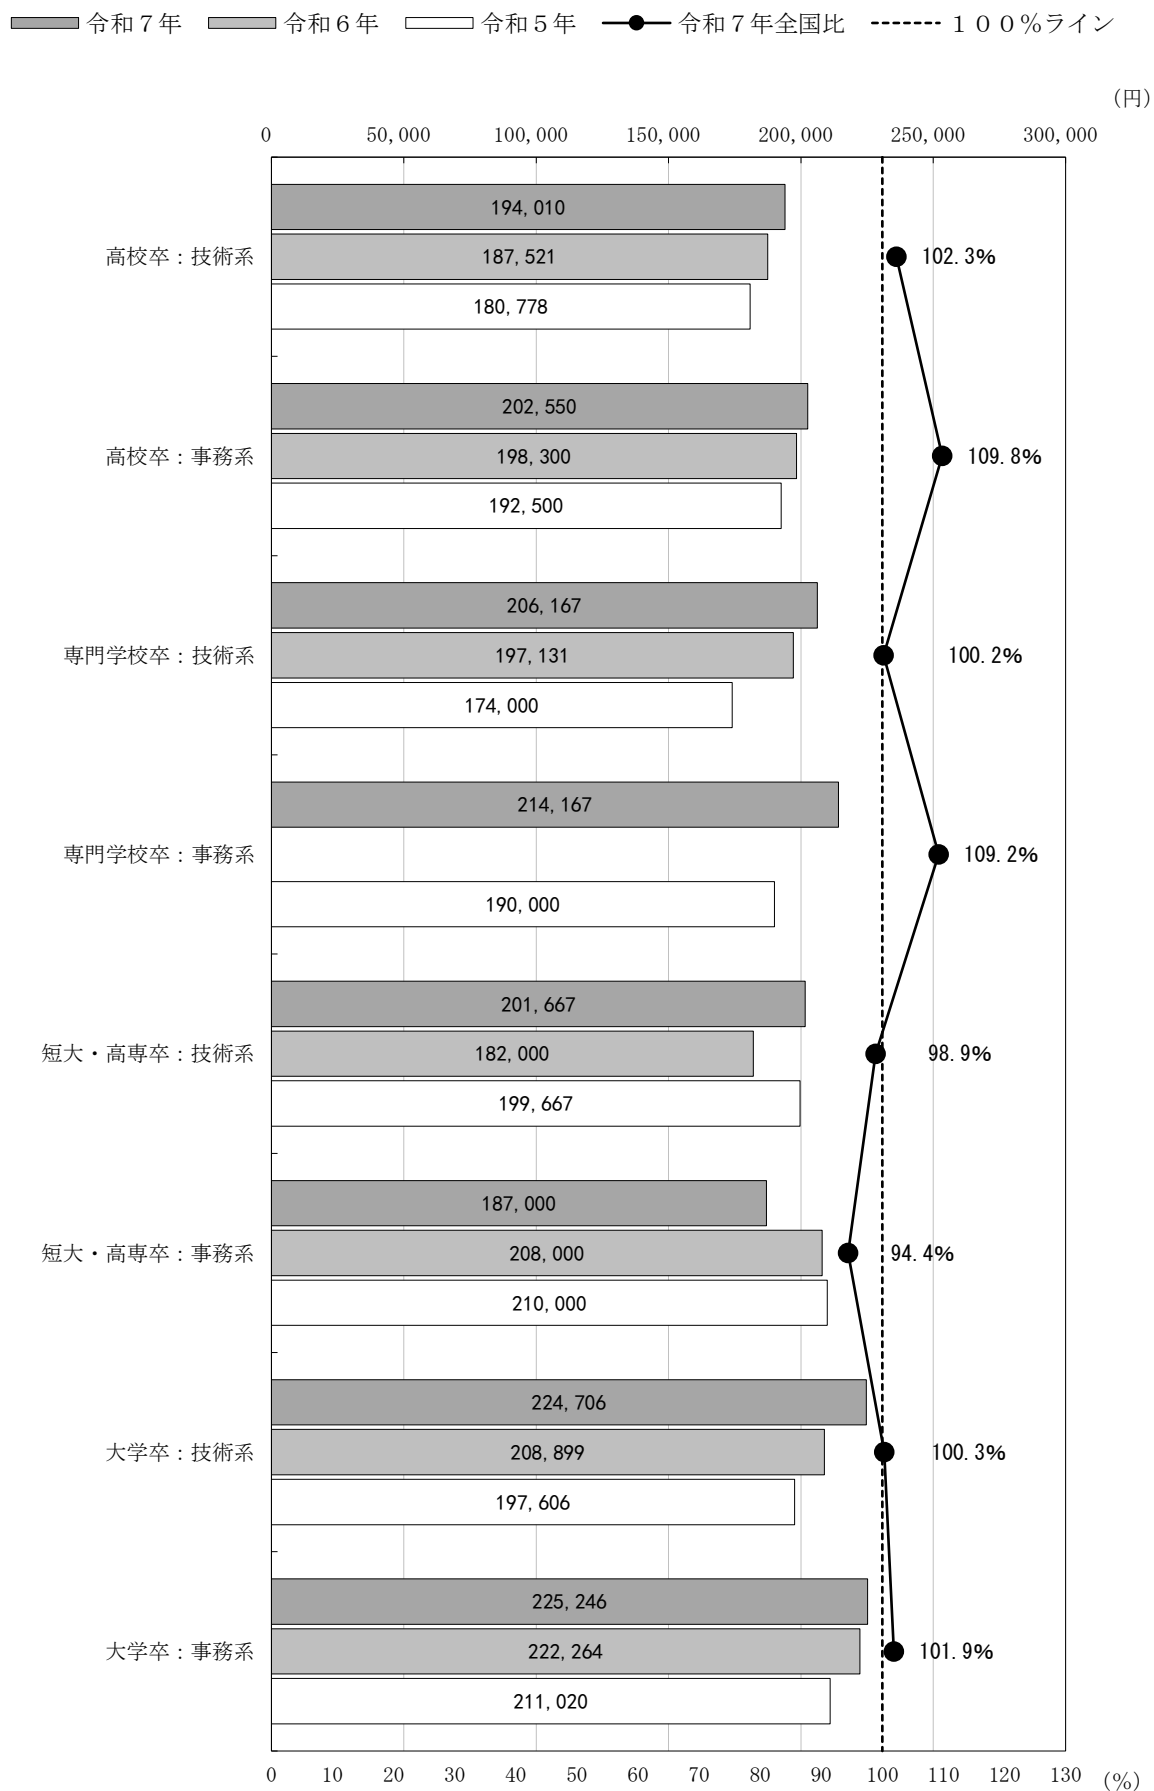 令和７年 令和６年 令和５年 令和７年全国比 １００％ライン
（円）
0 50,000 100,000 150,000 200,000 250,000 300,000
194,010
高校卒：技術系 187,521 102.3%
180,778
202,550
高校卒：事務系 198,300 109.8%
192,500
206,167
専門学校卒：技術系 197,131 100.2%
174,000
214,167
専門学校卒：事務系 109.2%
190,000
201,667
短大・高専卒：技術系 182,000 98.9%
199,667
187,000
短大・高専卒：事務系 208,000 94.4%
210,000
224,706
大学卒：技術系 208,899 100.3%
197,606
225,246
大学卒：事務系 222,264 101.9%
211,020
0 10 20 30 40 50 60 70 80 90 100 110 120 130 （%）